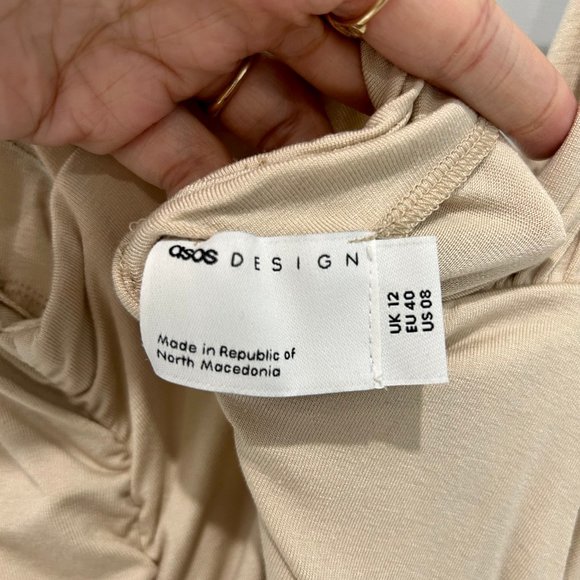 asos DESIGN
Made in Republic of
North Macedonia
UK 12
EU 40
US 08